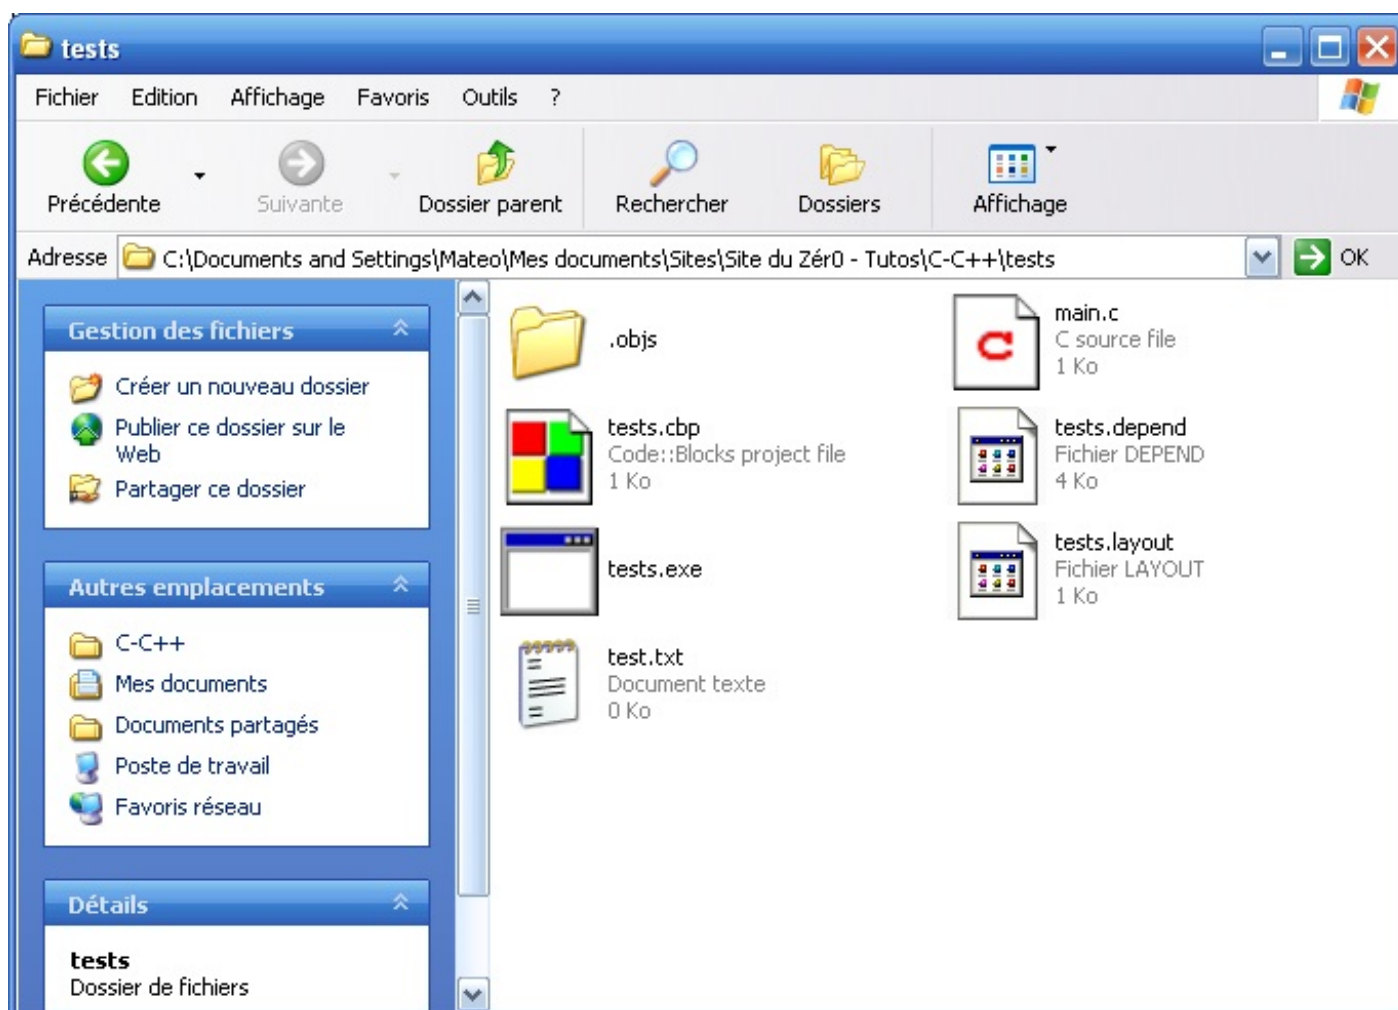 tests
Fichier Edition Affichage Favoris Outils ?
Précédente Suivante Dossier parent Rechercher Dossiers Affichage
Adresse C:\Documents and Settings\Mateo\Mes documents\Sites\Site du Zér0 - Tutos\C-C++\tests OK
Gestion des fichiers
Créer un nouveau dossier
Publier ce dossier sur le
Web
Partager ce dossier
Autres emplacements
C-C++
Mes documents
Documents partagés
Poste de travail
Favoris réseau
Détails
tests
Dossier de fichiers
.objs
main.c
C source file
1 Ko
tests.cbp
Code::Blocks project file
1 Ko
tests.depend
Fichier DEPEND
4 Ko
tests.exe
tests.layout
Fichier LAYOUT
1 Ko
test.txt
Document texte
0 Ko